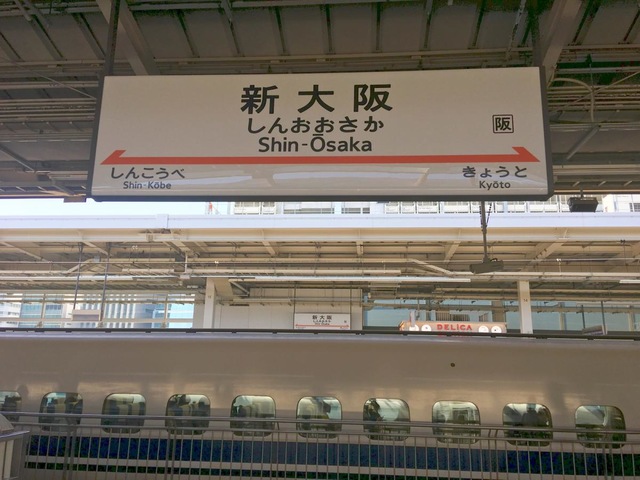 新大阪
しんおおさか
阪
Shin-Ōsaka
しんこうべ
きょうと
Shin-Kōbe
Kyōto
新大阪
DELICA